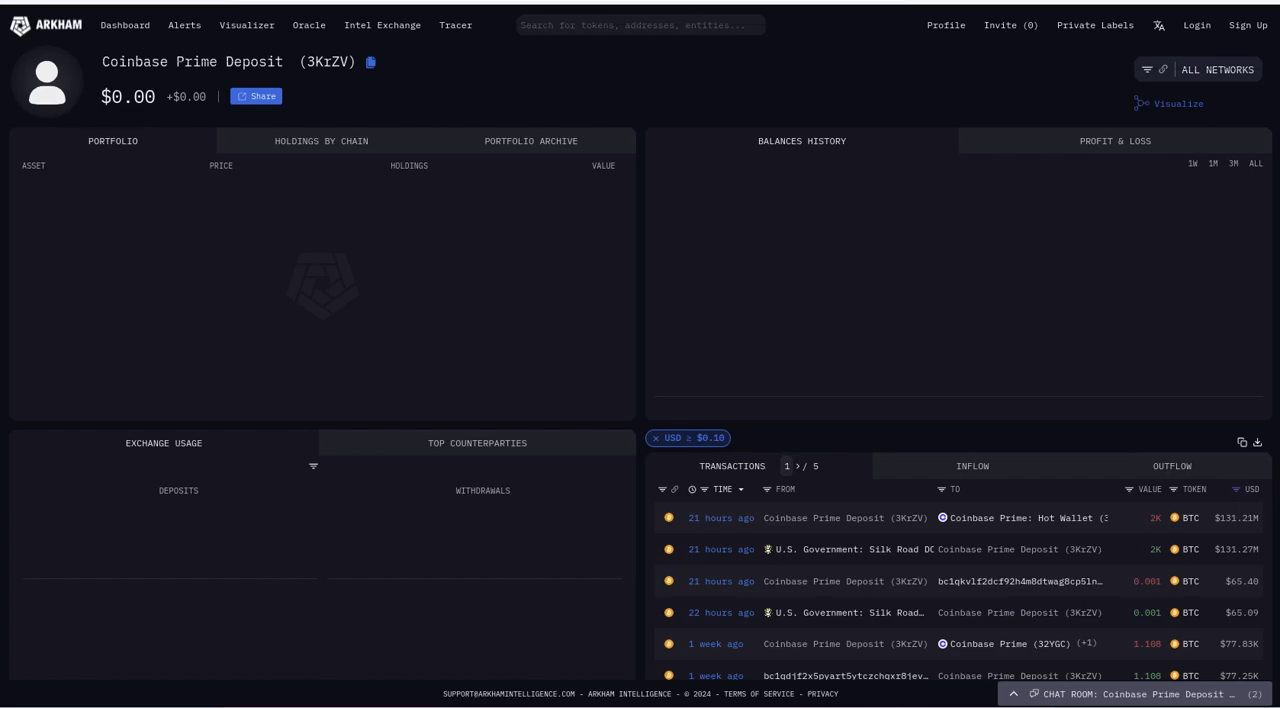 ARKHAM Dashboard Alerts Visualizer Oracle Intel Exchange Tracer Search for tokens, addresses, entities... Profile Invite (0) Private Labels Login Sign Up
Coinbase Prime Deposit (3KrZV)
ALL NETWORKS
$0.00 +$0.00 | Share
Visualize
PORTFOLIO HOLDINGS BY CHAIN PORTFOLIO ARCHIVE
ASSET PRICE HOLDINGS VALUE
BALANCES HISTORY PROFIT & LOSS
1W 1M 3M ALL
EXCHANGE USAGE TOP COUNTERPARTIES
DEPOSITS WITHDRAWALS
× USD ≥ $0.10
TRANSACTIONS 1 > / 5 INFLOW OUTFLOW
TIME FROM TO VALUE TOKEN USD
21 hours ago Coinbase Prime Deposit (3KrZV) Coinbase Prime: Hot Wallet (3 2K BTC $131.21M
21 hours ago U.S. Government: Silk Road DO Coinbase Prime Deposit (3KrZV) 2K BTC $131.27M
21 hours ago Coinbase Prime Deposit (3KrZV) bc1qkvlf2dcf92h4m8dtwag8cp5ln… 0.001 BTC $65.40
22 hours ago U.S. Government: Silk Road… Coinbase Prime Deposit (3KrZV) 0.001 BTC $65.09
1 week ago Coinbase Prime Deposit (3KrZV) Coinbase Prime (32YGC) (+1) 1.108 BTC $77.83K
1 week ago Coinbase Prime Deposit (3KrZV) 1.108 BTC $77.25K
SUPPORT@ARKHAMINTELLIGENCE.COM - ARKHAM INTELLIGENCE - © 2024 - TERMS OF SERVICE - PRIVACY
CHAT ROOM: Coinbase Prime Deposit … (2)